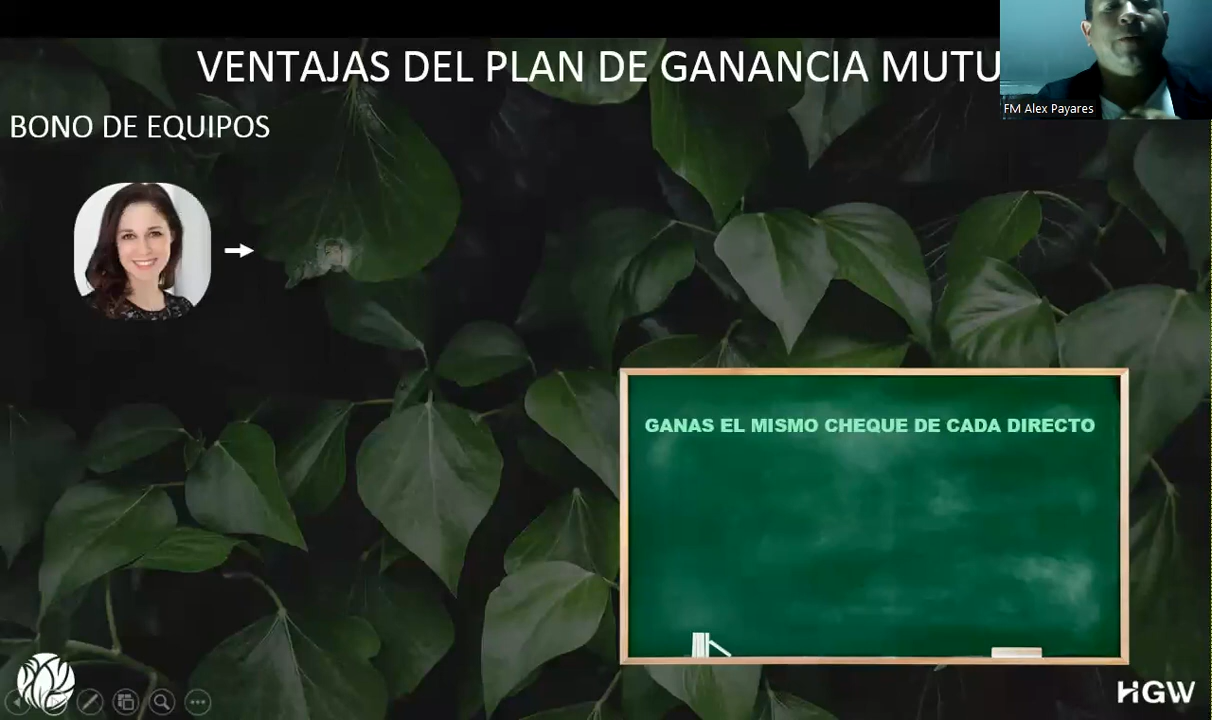 VENTAJAS DEL PLAN DE GANANCIA MUTU
FM Alex Payares
BONO DE EQUIPOS
GANAS EL MISMO CHEQUE DE CADA DIRECTO
HGW